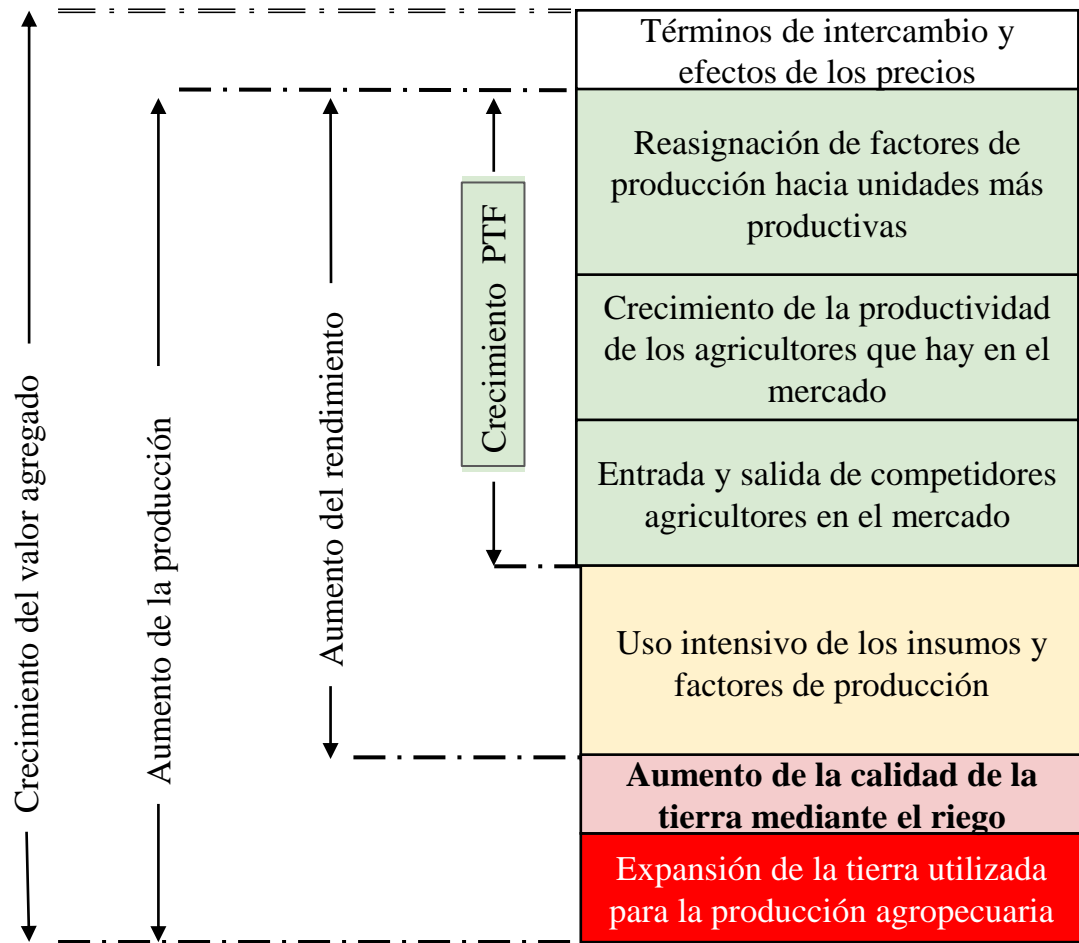 Términos de intercambio y
efectos de los precios
Reasignación de factores de
producción hacia unidades más
productivas
Crecimiento de la productividad
de los agricultores que hay en el
mercado
Entrada y salida de competidores
agricultores en el mercado
Uso intensivo de los insumos y
factores de producción
Aumento de la calidad de la
tierra mediante el riego
Expansión de la tierra utilizada
para la producción agropecuaria
Crecimiento del valor agregado
Aumento de la producción
Aumento del rendimiento
Crecimiento PTF